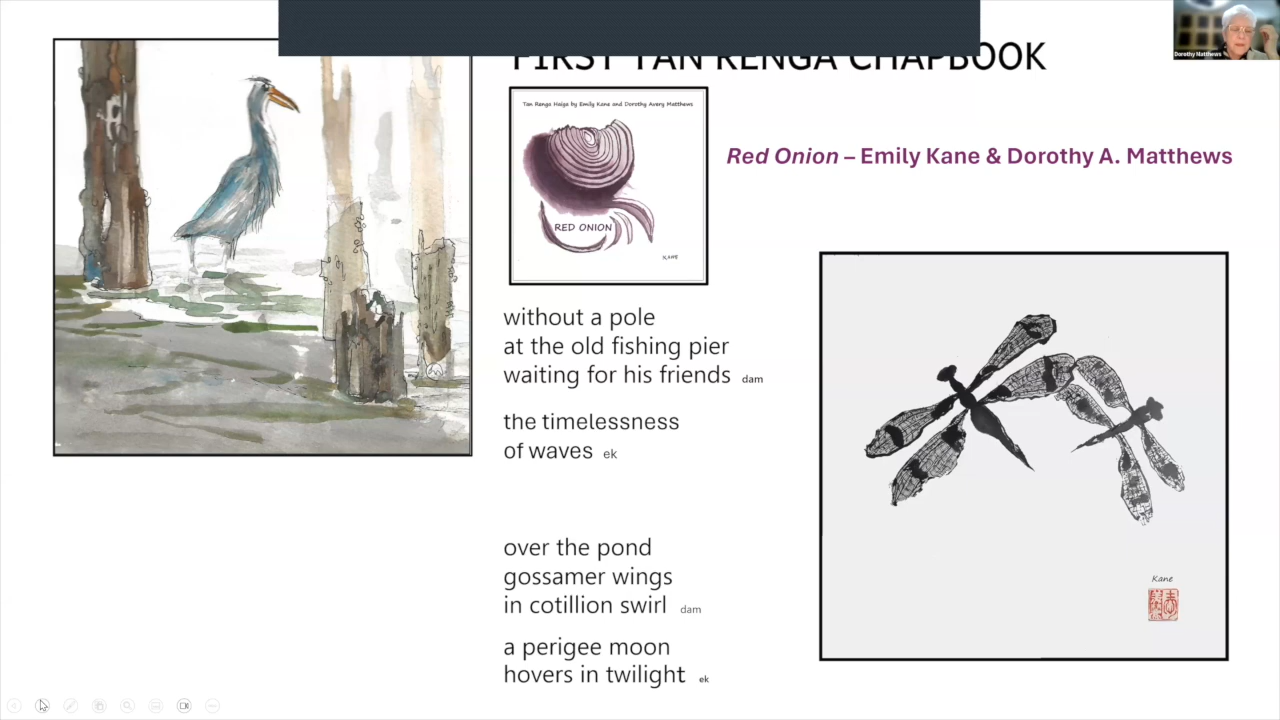 FIRST TAN RENGA CHAPBOOK
Dorothy Matthews
Tan Renga Haiga by Emily Kane and Dorothy Avery Matthews
RED ONION
KANE
Red Onion – Emily Kane & Dorothy A. Matthews
without a pole
at the old fishing pier
waiting for his friends dam
the timelessness
of waves ek
over the pond
gossamer wings
in cotillion swirl dam
a perigee moon
hovers in twilight ek
Kane